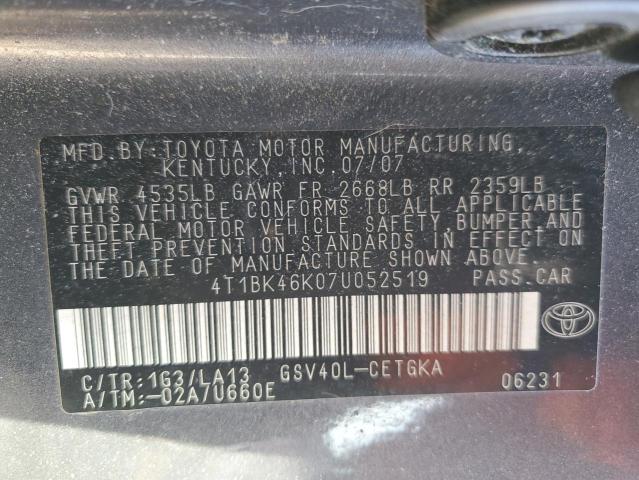 MFD.BY:TOYOTA MOTOR MANUFACTURING,
KENTUCKY,INC.07/07
GVWR 4535LB GAWR FR 2668LB RR 2359LB
THIS VEHICLE CONFORMS TO ALL APPLICABLE
FEDERAL MOTOR VEHICLE SAFETY,BUMPER,AND
THEFT PREVENTION STANDARDS IN EFFECT ON
THE DATE OF MANUFACTURE SHOWN ABOVE.
4T1BK46K07U052519 PASS.CAR
C/TR:1G3/LA13 GSV40L-CETGKA
A/TM:-02A/U660E 06231